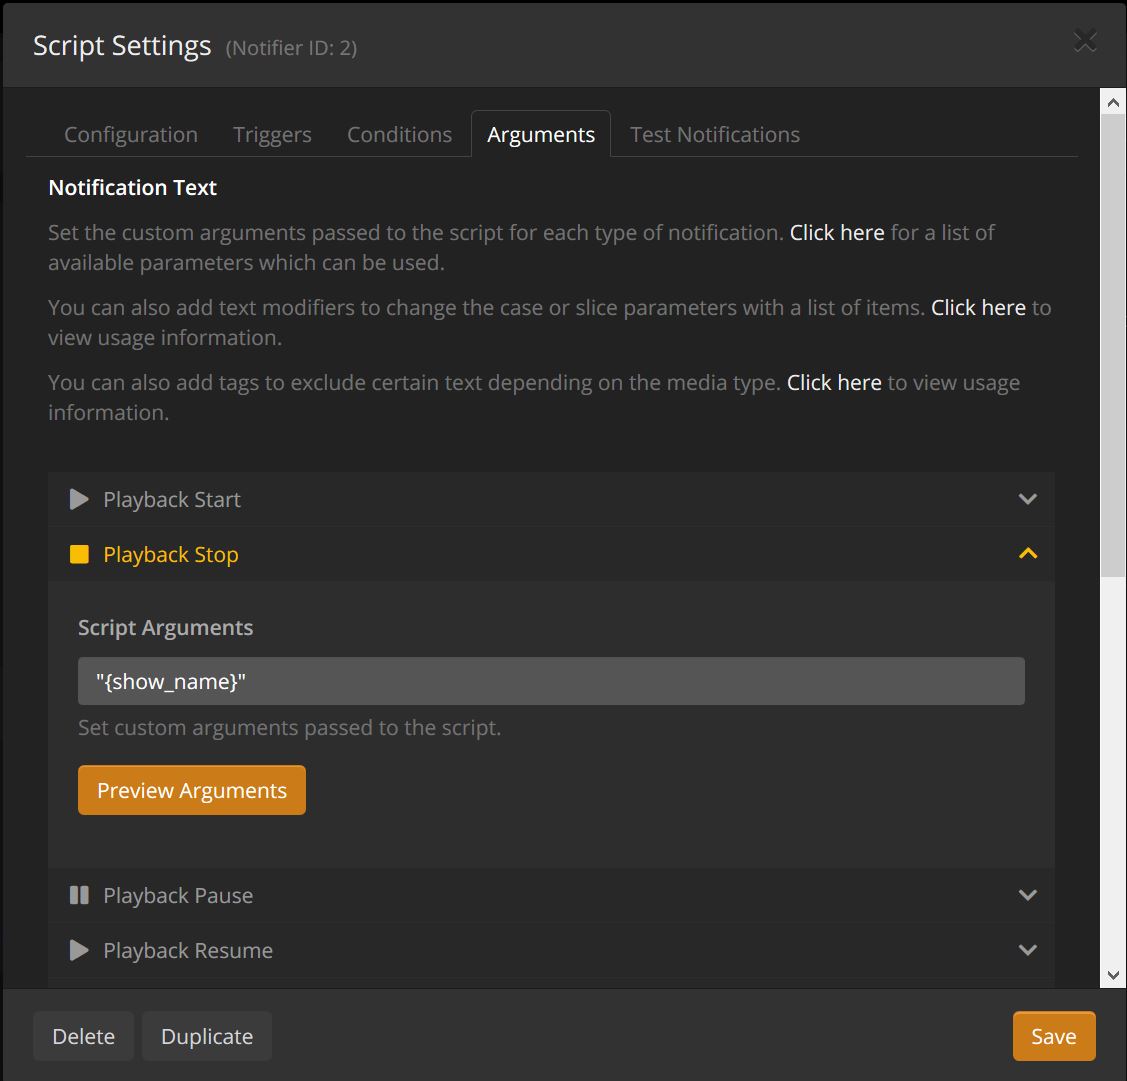 Script Settings (Notifier ID: 2)
Configuration Triggers Conditions Arguments Test Notifications
Notification Text
Set the custom arguments passed to the script for each type of notification. Click here for a list of
available parameters which can be used.
You can also add text modifiers to change the case or slice parameters with a list of items. Click here to
view usage information.
You can also add tags to exclude certain text depending on the media type. Click here to view usage
information.
Playback Start
Playback Stop
Script Arguments
"{show_name}"
Set custom arguments passed to the script.
Preview Arguments
Playback Pause
Playback Resume
Delete Duplicate Save